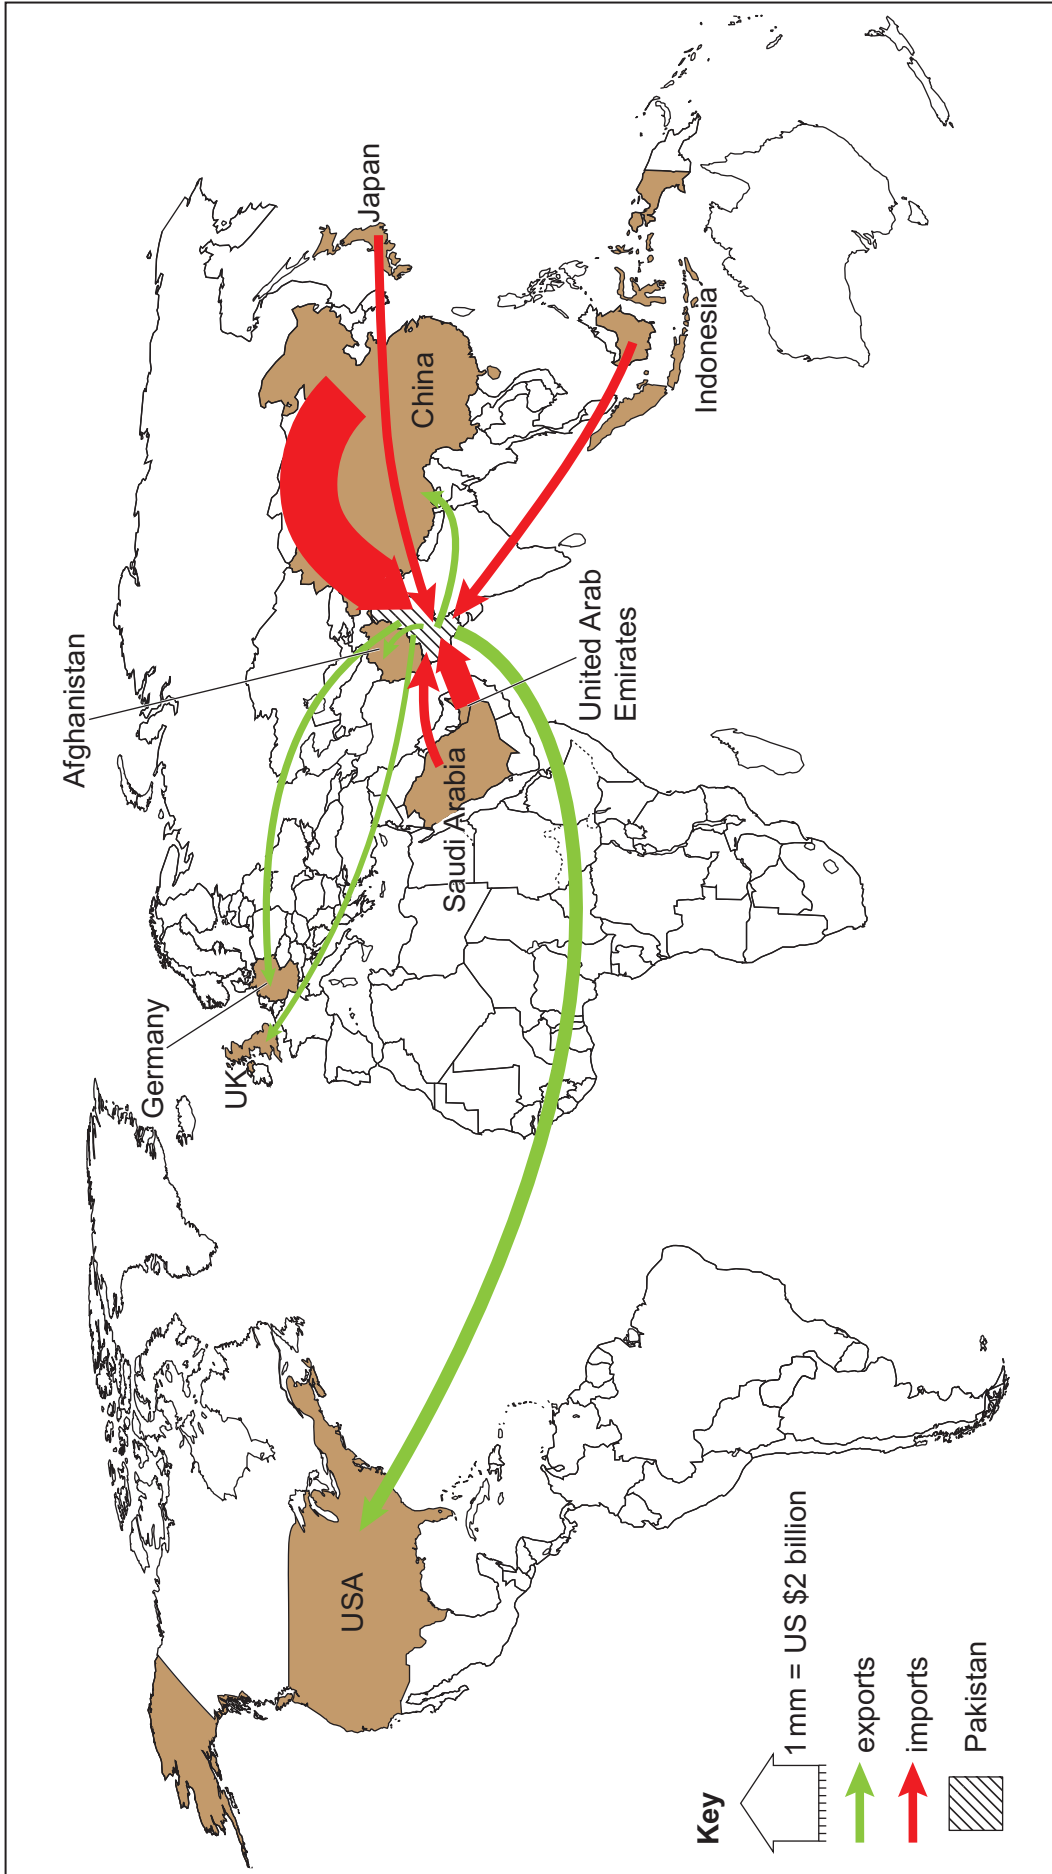 Afghanistan
Germany
UK
Japan
China
USA
Saudi Arabia
United Arab
Emirates
Indonesia
Key
1 mm = US $2 billion
exports
imports
Pakistan